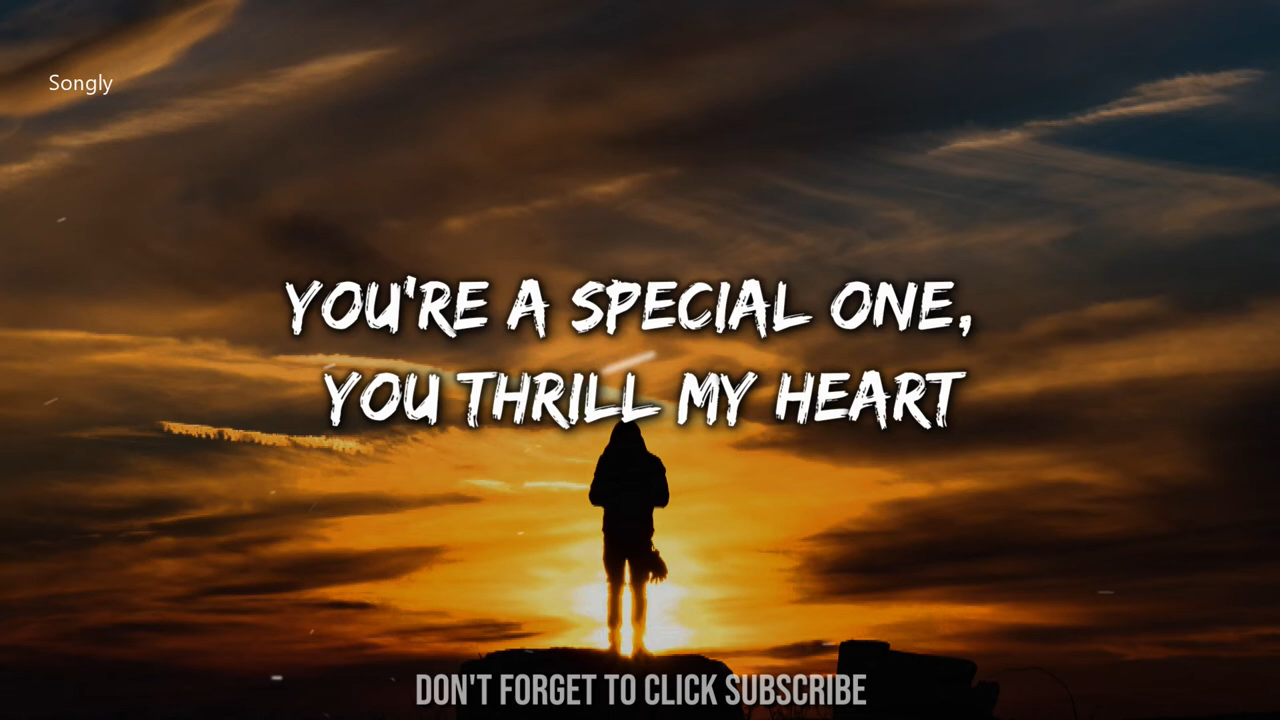 Songly
YOU'RE A SPECIAL ONE,
YOU THRILL MY HEART
DON'T FORGET TO CLICK SUBSCRIBE